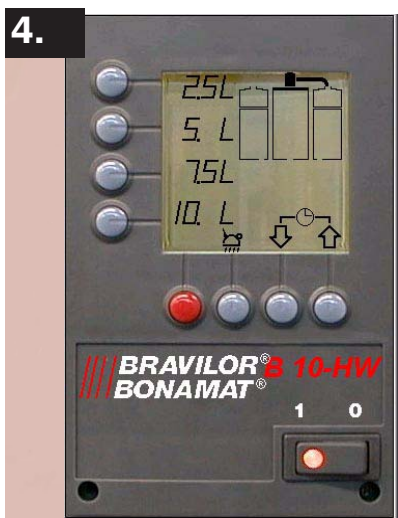 4.
2.5L
5. L
7.5L
10. L
BRAVILOR® B 10-HW
BONAMAT®
1 0